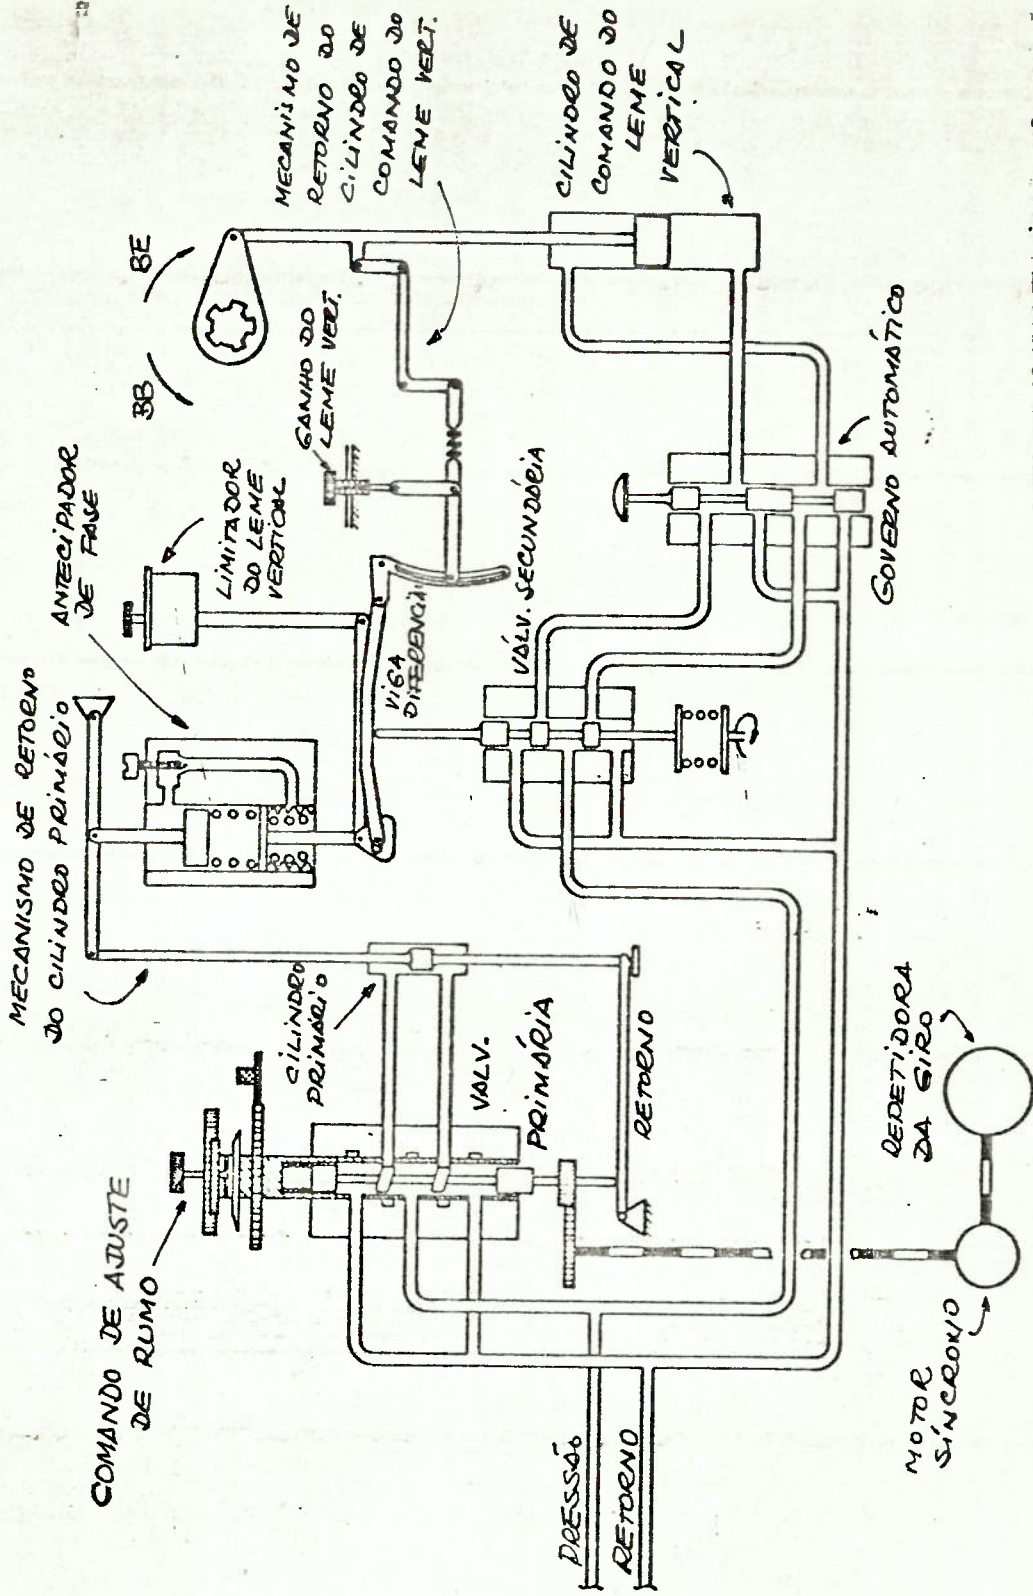 COMANDO DE AJUSTE
DE RUMO
MECANISMO DE RETORNO
DO CILINDRO PRIMÁRIO
ANTECIPADOR
DE FASE
LIMITADOR
DO LEME
VERTICAL
BB
BE
GANHO DO
LEME VERT.
MECANISMO DE
RETORNO DO
CILINDRO DE
COMANDO DO
LEME VERT.
CILINDRO
PRIMÁRIO
VALV.
PRIMÁRIA
RETORNO
VIGA
DIFERENCIAL
VÁLV. SECUNDÁRIA
CILINDRO DE
COMANDO DO
LEME
VERTICAL
GOVERNO AUTOMÁTICO
PRESSÃO
RETORNO
MOTOR
SÍNCRONO
REPETIDORA
DA GIRO